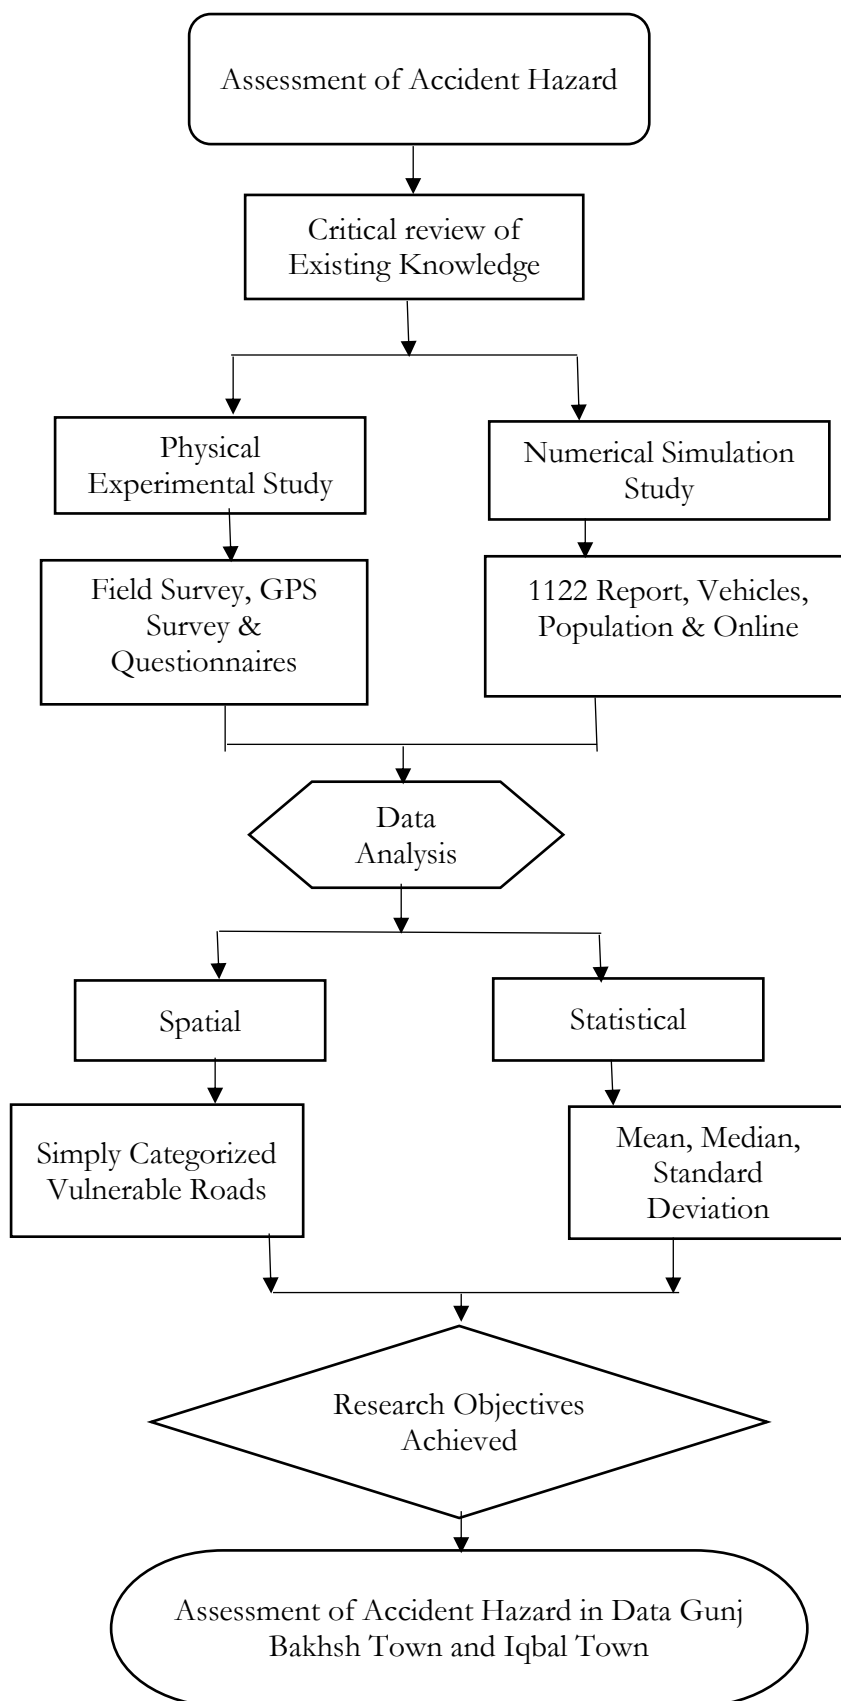 Assessment of Accident Hazard
Critical review of
Existing Knowledge
Physical
Experimental Study
Numerical Simulation
Study
Field Survey, GPS
Survey &
Questionnaires
1122 Report, Vehicles,
Population & Online
Data
Analysis
Spatial
Statistical
Simply Categorized
Vulnerable Roads
Mean, Median,
Standard
Deviation
Research Objectives
Achieved
Assessment of Accident Hazard in Data Gunj
Bakhsh Town and Iqbal Town